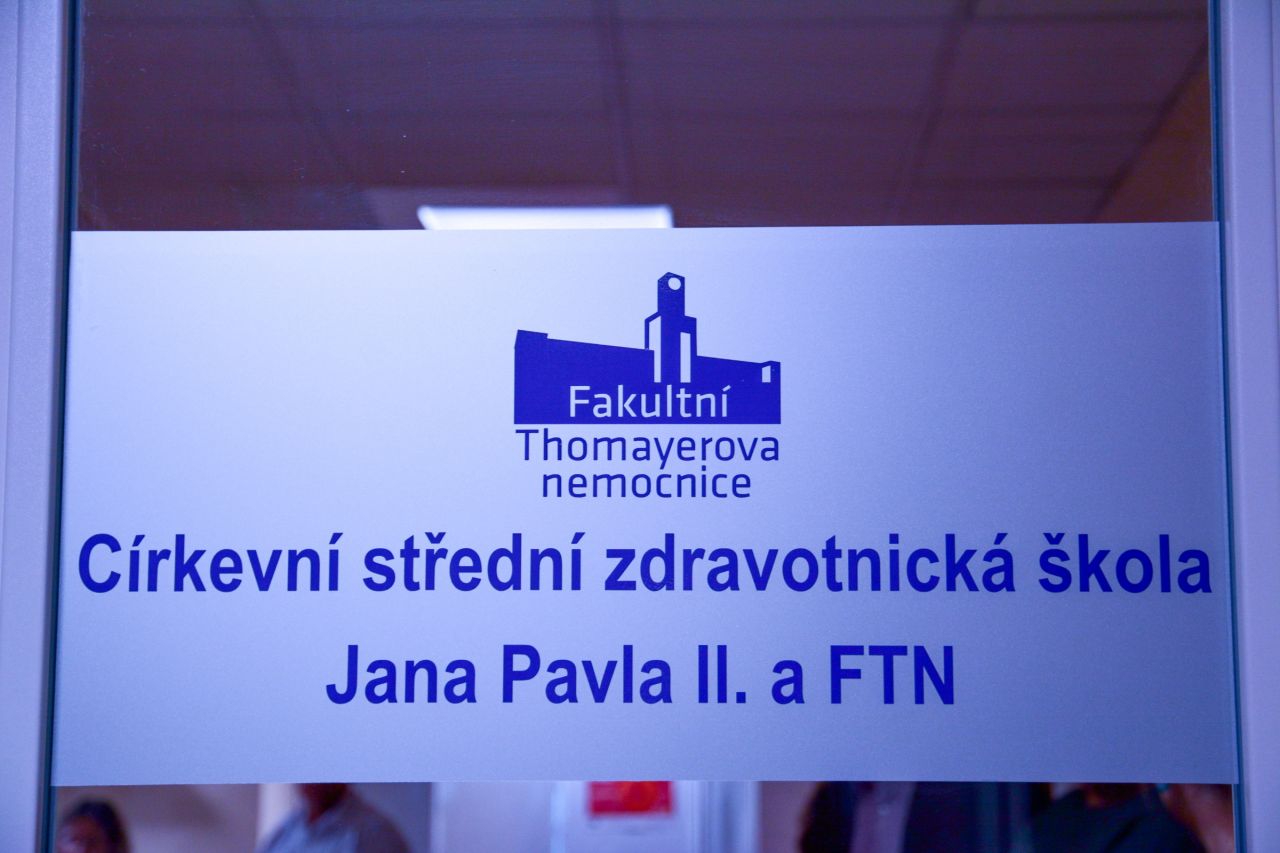 Fakultní
Thomayerova
nemocnice
Církevní střední zdravotnická škola
Jana Pavla II. a FTN